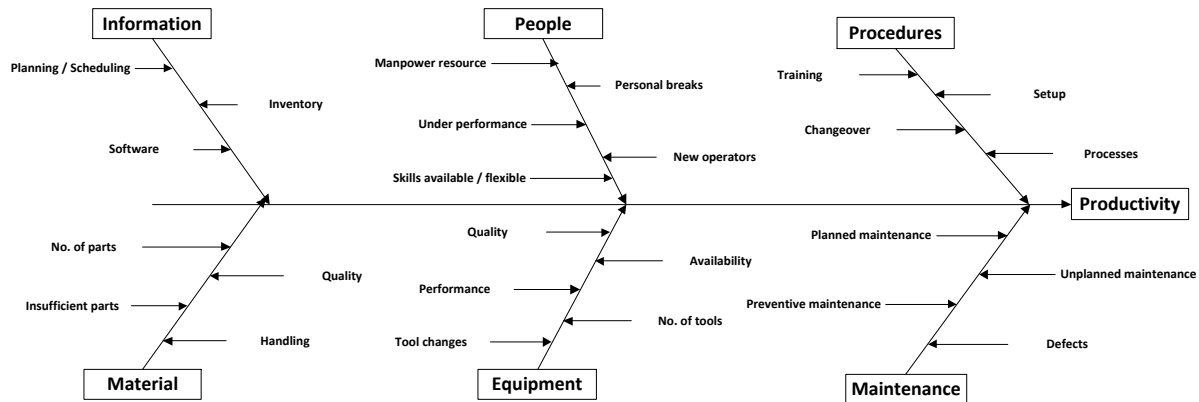 Information
People
Procedures
Planning / Scheduling
Inventory
Software
Manpower resource
Personal breaks
Under performance
New operators
Skills available / flexible
Training
Setup
Changeover
Processes
Productivity
No. of parts
Quality
Insufficient parts
Handling
Quality
Availability
Performance
No. of tools
Tool changes
Planned maintenance
Unplanned maintenance
Preventive maintenance
Defects
Material
Equipment
Maintenance